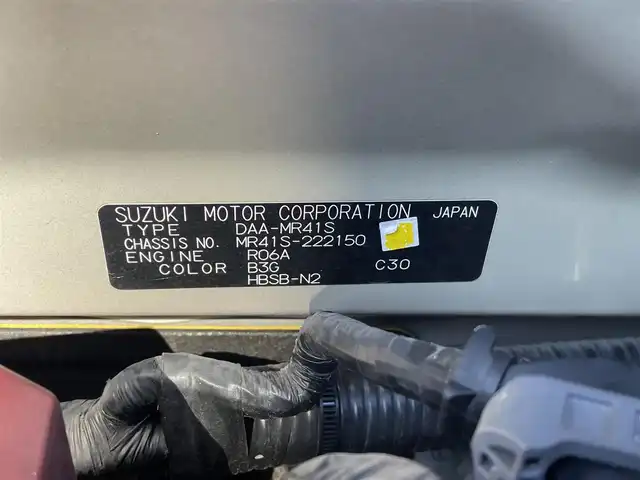 SUZUKI MOTOR CORPORATION JAPAN
TYPE DAA-MR41S
CHASSIS NO. MR41S-222150
ENGINE R06A
COLOR B3G C30
HBSB-N2